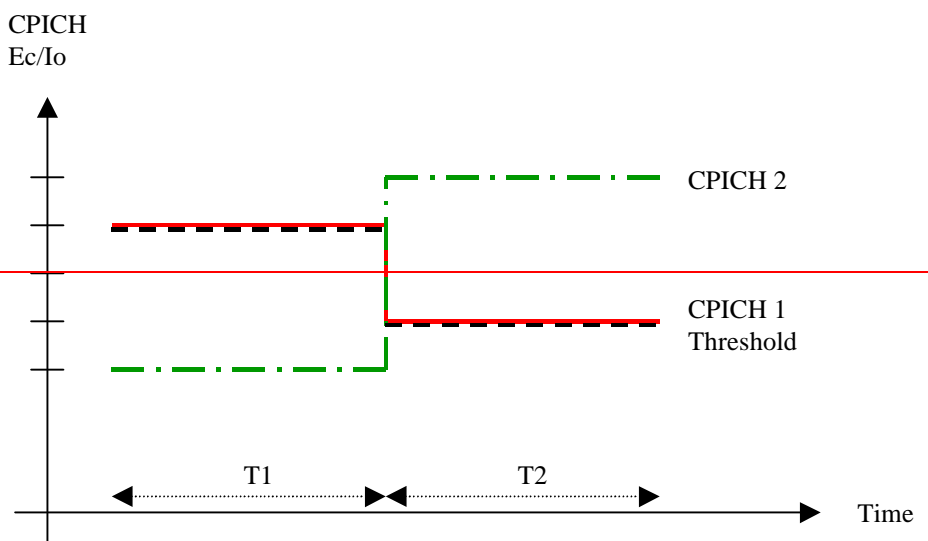 CPICH
Ec/Io
CPICH 2
CPICH 1
Threshold
T1
T2
Time